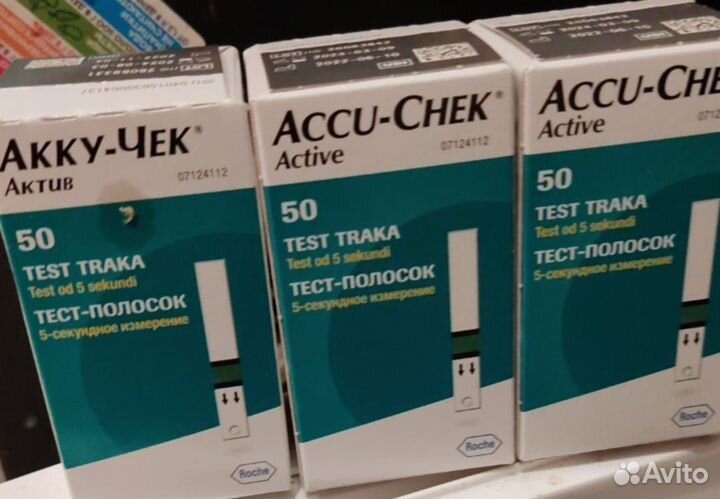 АККУ-ЧЕК®
АКТИВ
07124112
50
TEST TRAKA
Test od 5 sekundi
ТЕСТ-ПОЛОСОК
5-секундное измерение
Roche
LOT
ACCU-CHEK®
Active
07124112
50
TEST TRAKA
Test od 5 sekundi
ТЕСТ-ПОЛОСОК
5-секундное измерение
Roche
ACCU-CHEK
Active
0712
50
TEST TRAKA
Test od 5 sekundi
ТЕСТ-ПОЛОСОК
5-секундное измерение
Roche
Avito